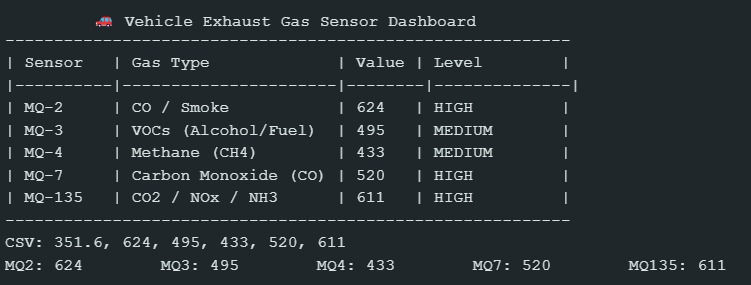 🚗 Vehicle Exhaust Gas Sensor Dashboard
----------------------------------------------------------
| Sensor   | Gas Type             | Value | Level        |
|----------|----------------------|--------|--------------|
| MQ-2     | CO / Smoke           | 624   | HIGH         |
| MQ-3     | VOCs (Alcohol/Fuel)  | 495   | MEDIUM       |
| MQ-4     | Methane (CH4)        | 433   | MEDIUM       |
| MQ-7     | Carbon Monoxide (CO) | 520   | HIGH         |
| MQ-135   | CO2 / NOx / NH3      | 611   | HIGH         |
----------------------------------------------------------
CSV: 351.6, 624, 495, 433, 520, 611
MQ2: 624        MQ3: 495        MQ4: 433        MQ7: 520        MQ135: 611